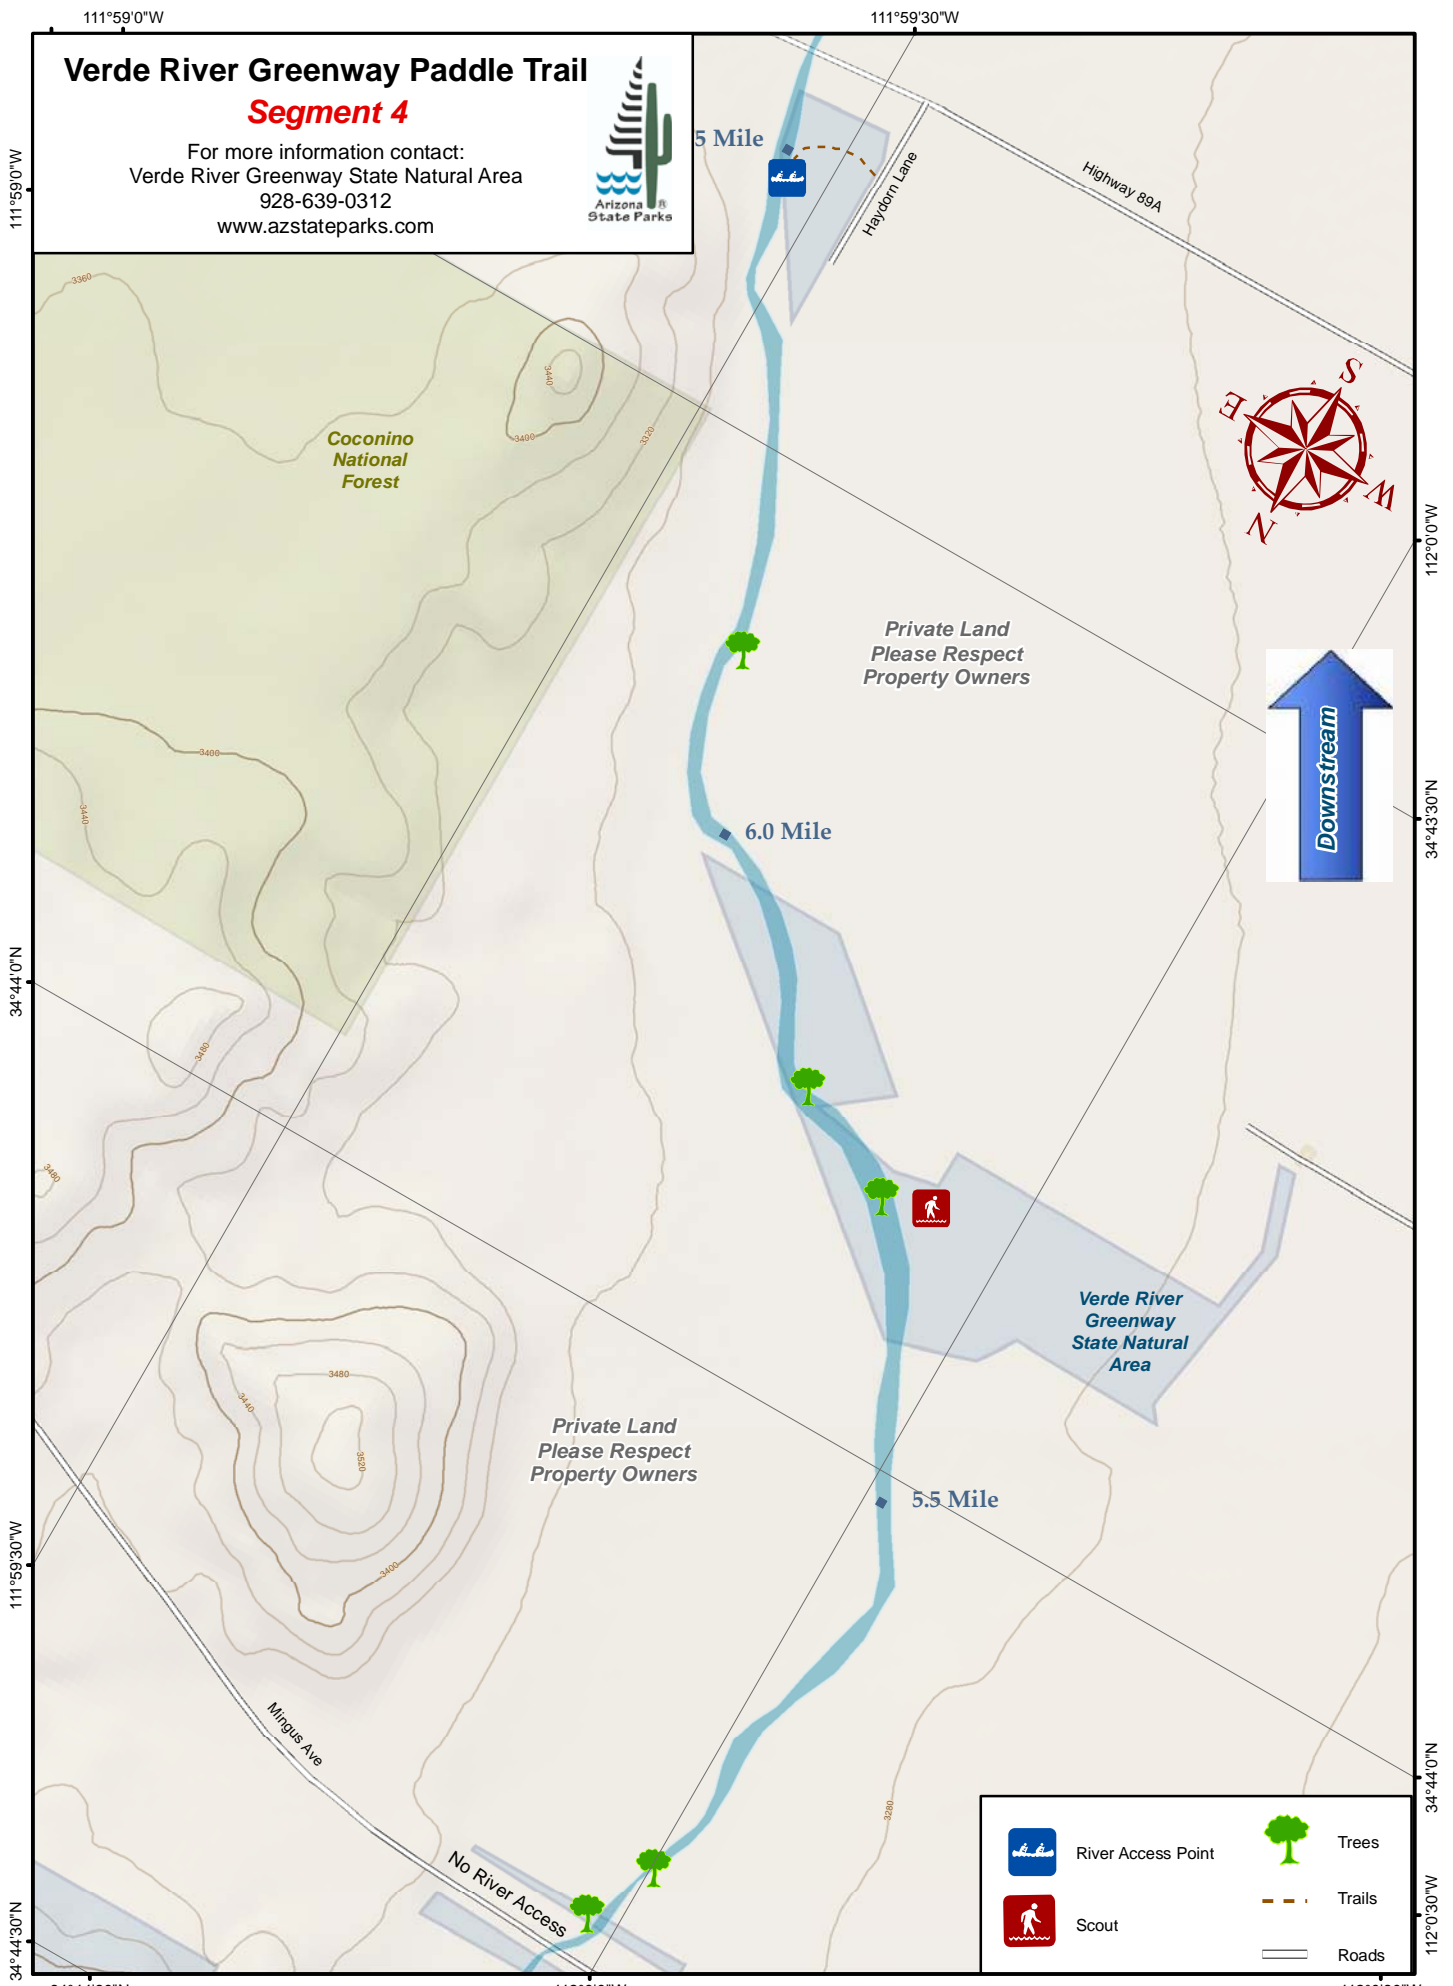 111°59'0"W
111°59'30"W
Verde River Greenway Paddle Trail
Segment 4
For more information contact:
Verde River Greenway State Natural Area
928-639-0312
www.azstateparks.com
Arizona ®
State Parks
5 Mile
Haydorn Lane
Highway 89A
111°59'0"W
3360
3440
3400
3320
Coconino
National
Forest
S
E
W
N
112°0'0"W
Private Land
Please Respect
Property Owners
Downstream
3400
3440
6.0 Mile
34°43'30"N
34°44'0"N
3480
3480
Verde River
Greenway
State Natural
Area
3480
3440
3520
3400
Private Land
Please Respect
Property Owners
5.5 Mile
111°59'30"W
Mingus Ave
No River Access
3280
34°44'0"N
River Access Point
Trees
Scout
Trails
Roads
34°44'30"N
112°0'30"W